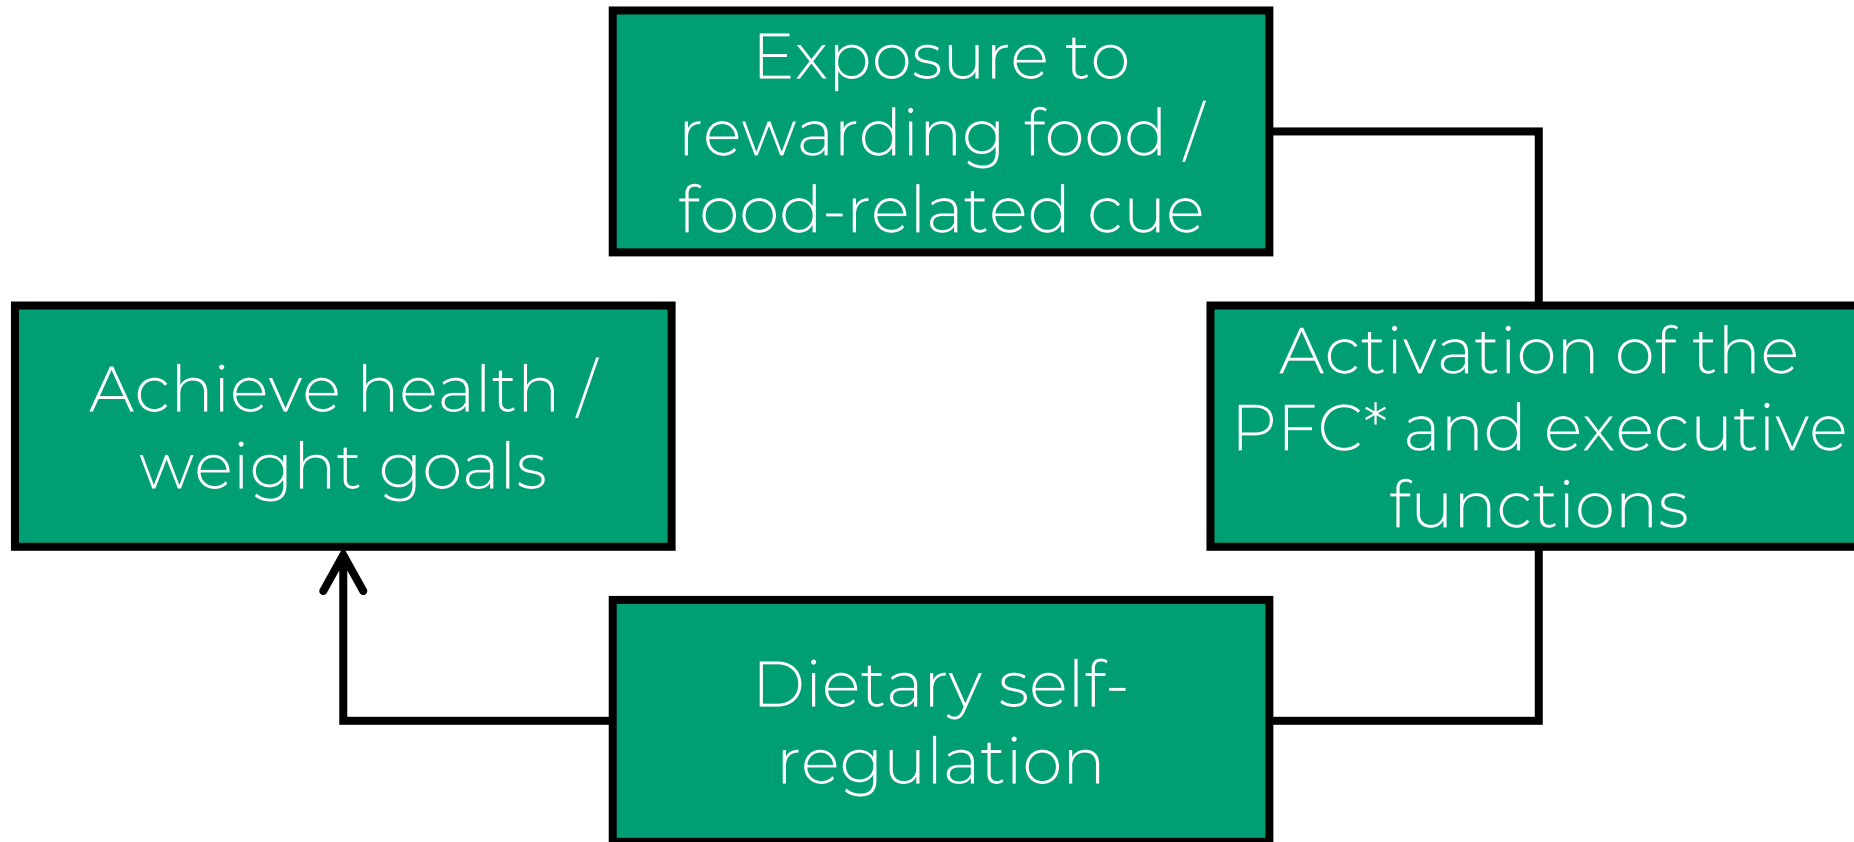 Exposure to
rewarding food /
food-related cue
Activation of the
PFC* and executive
functions
Dietary self-
regulation
Achieve health /
weight goals